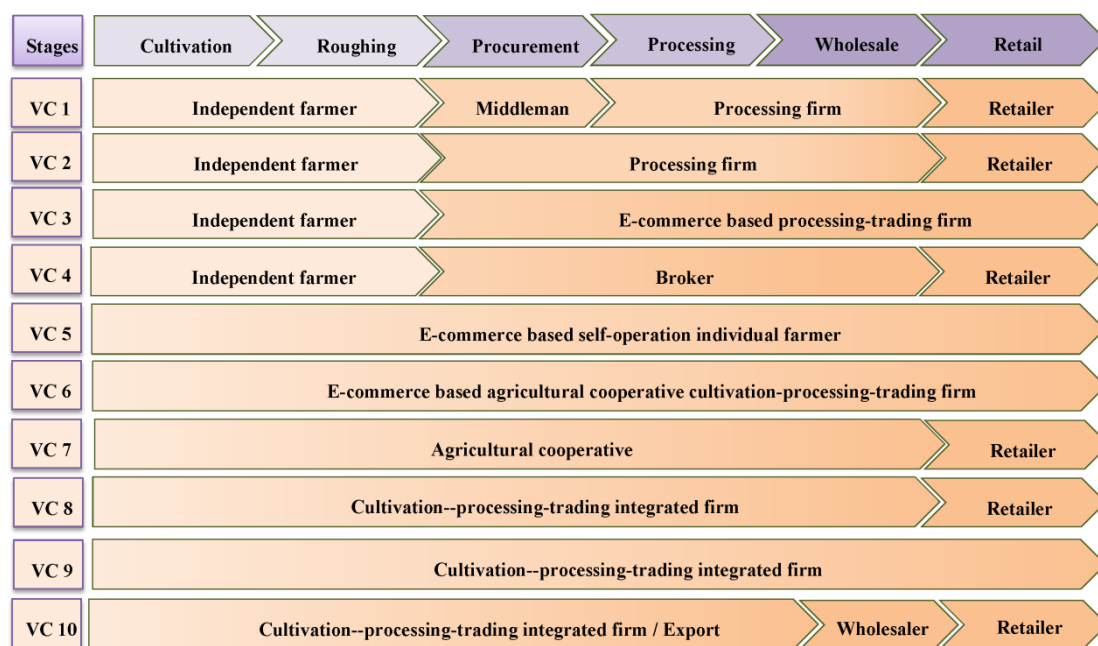 Stages Cultivation Roughing Procurement Processing Wholesale Retail
VC 1 Independent farmer Middleman Processing firm Retailer
VC 2 Independent farmer Processing firm Retailer
VC 3 Independent farmer E-commerce based processing-trading firm
VC 4 Independent farmer Broker Retailer
VC 5 E-commerce based self-operation individual farmer
VC 6 E-commerce based agricultural cooperative cultivation-processing-trading firm
VC 7 Agricultural cooperative Retailer
VC 8 Cultivation--processing-trading integrated firm Retailer
VC 9 Cultivation--processing-trading integrated firm
VC 10 Cultivation--processing-trading integrated firm / Export Wholesaler Retailer